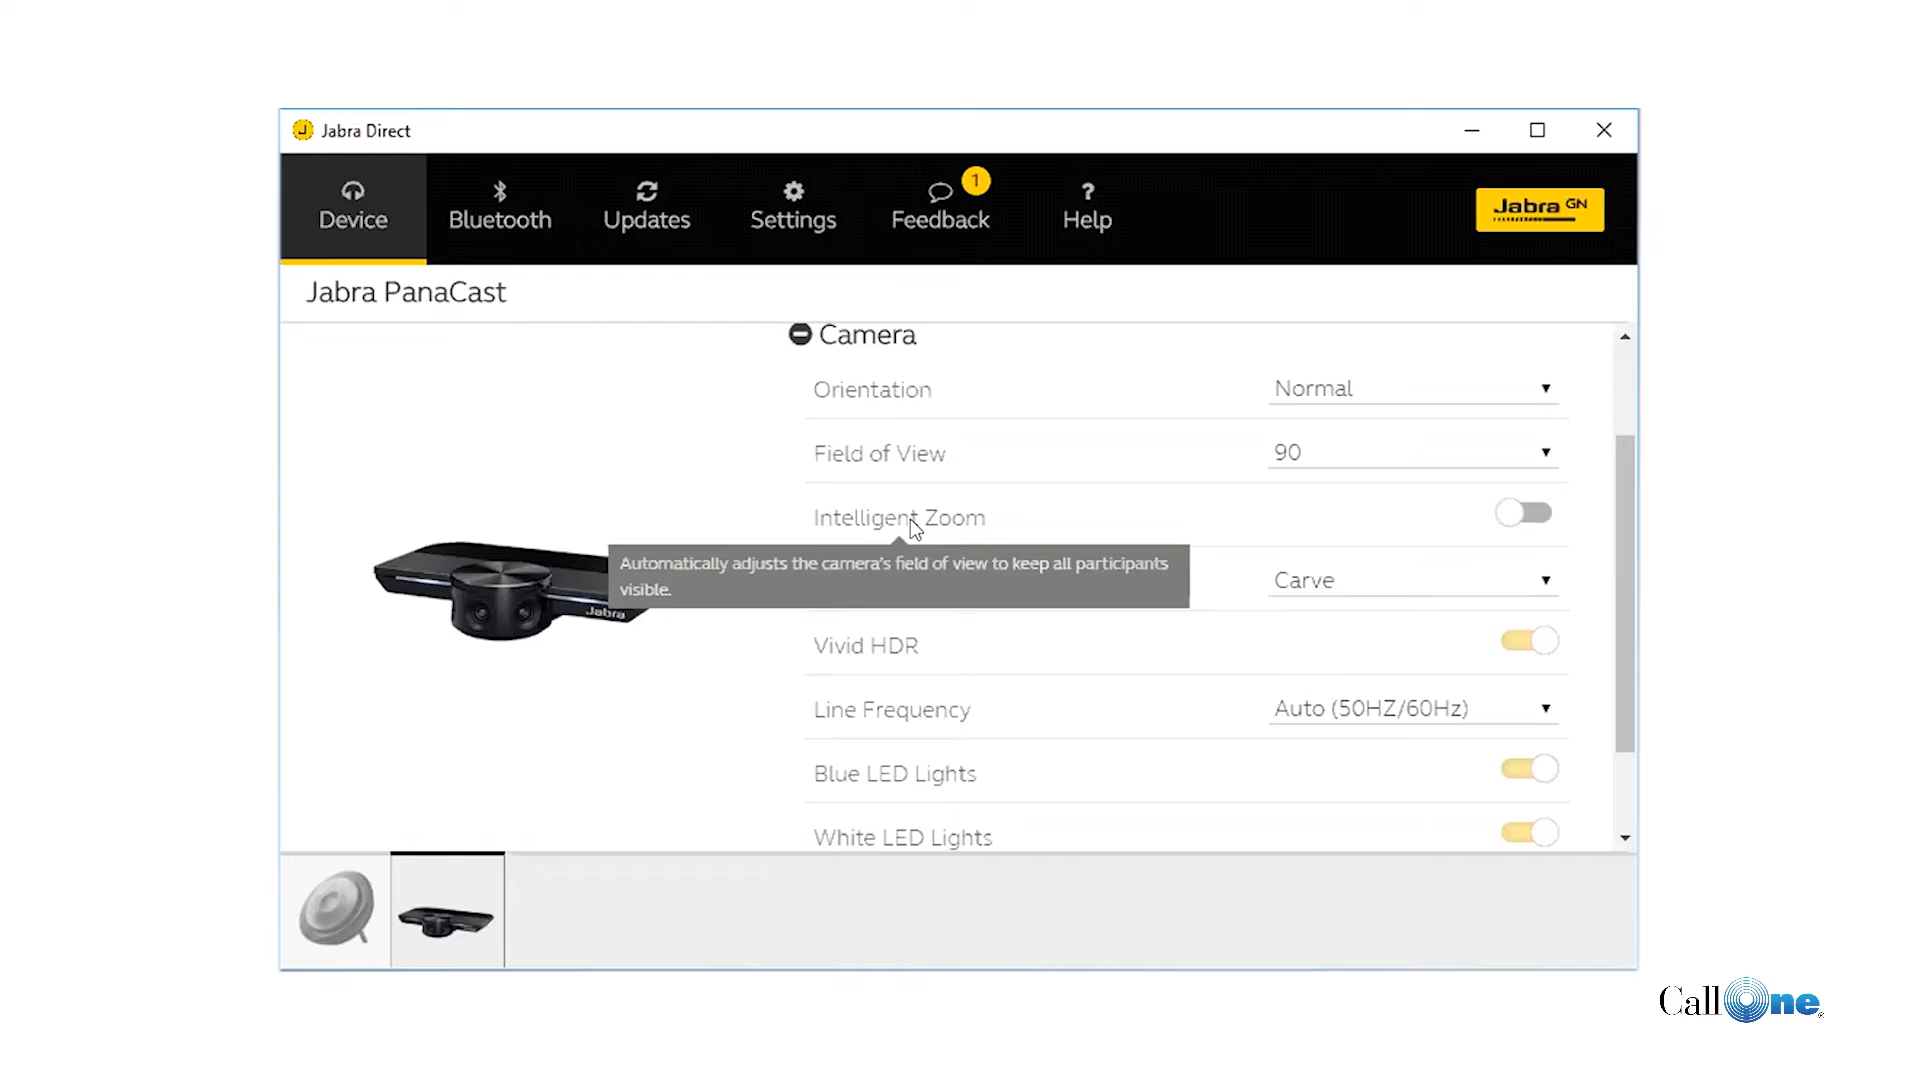 Jabra Direct
Device
Bluetooth
Updates
Settings
Feedback
1
Help
Jabra GN
Jabra PanaCast
Camera
Orientation
Normal
Field of View
90
Intelligent Zoom
Automatically adjusts the camera's field of view to keep all participants
visible.
Carve
Jabra
Vivid HDR
Line Frequency
Auto (50HZ/60Hz)
Blue LED Lights
White LED Lights
Call One